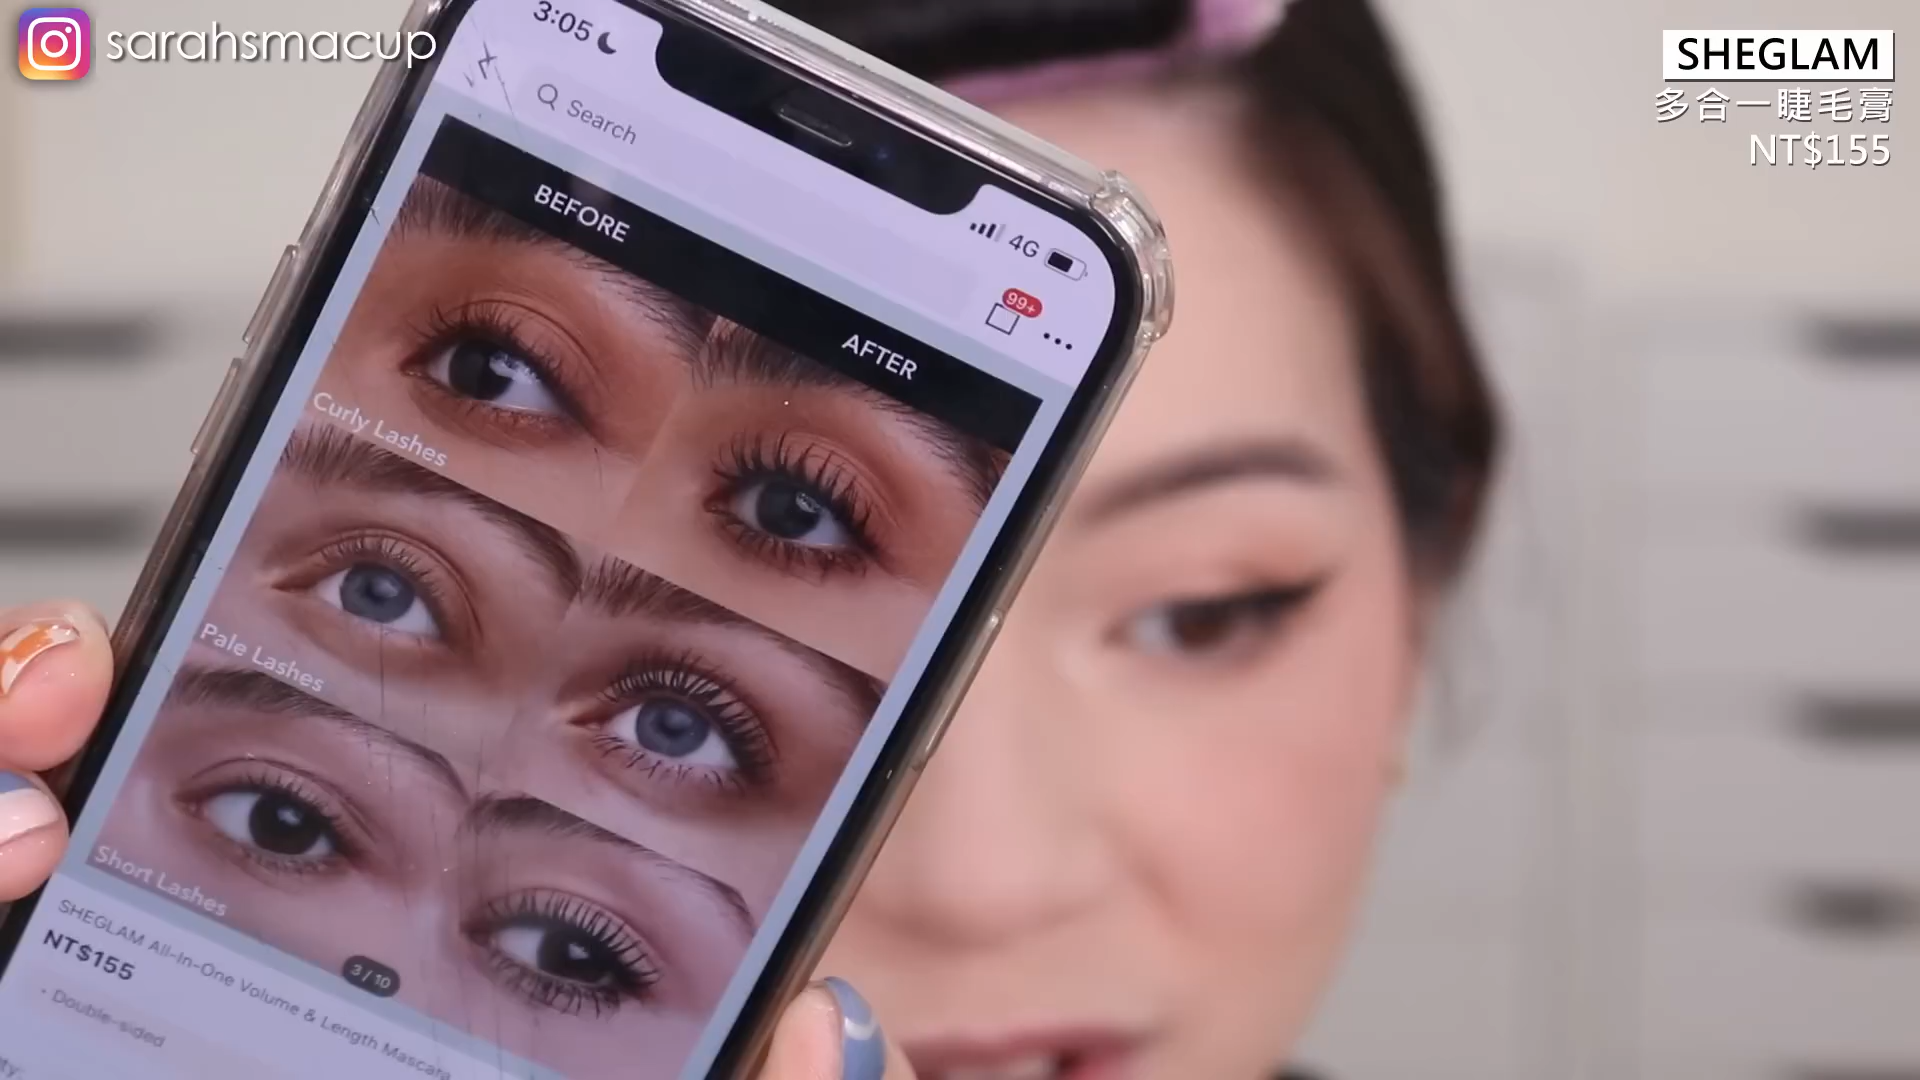 sarahsmacup
SHEGLAM
多合一睫毛膏
NT$155
3:05
Search
4G
99+
BEFORE
AFTER
Curly Lashes
Pale Lashes
Short Lashes
3 / 10
SHEGLAM All-In-One Volume & Length Mascara
NT$155
• Double-sided